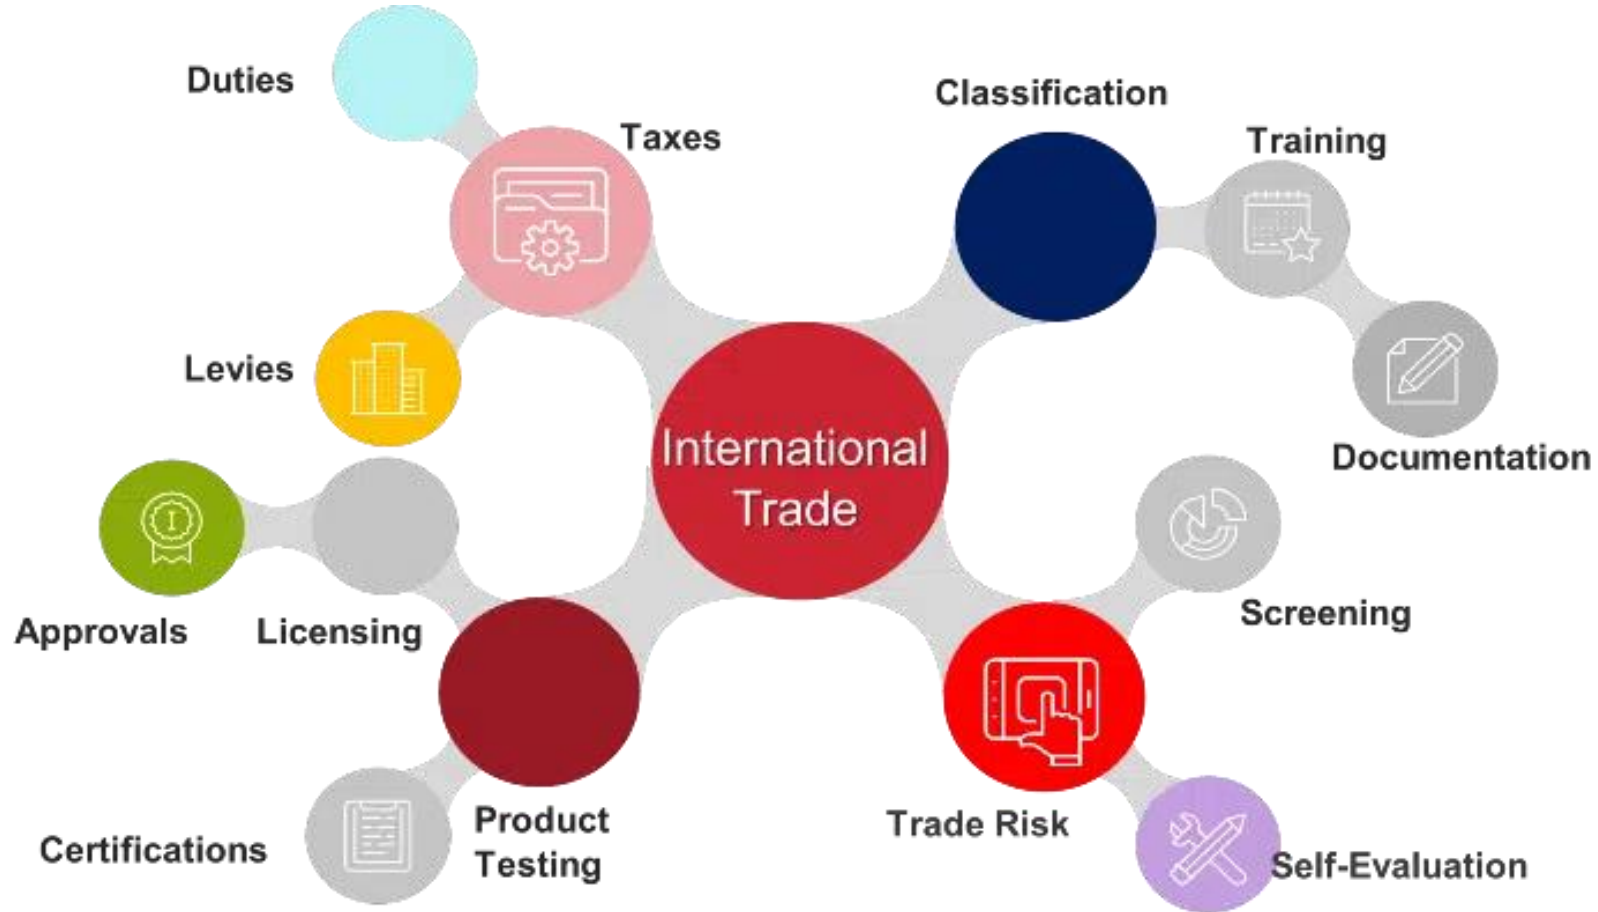 Duties
Classification
Taxes
Training
Levies
International
Trade
Documentation
Approvals
Licensing
Screening
Product
Testing
Trade Risk
Certifications
Self-Evaluation